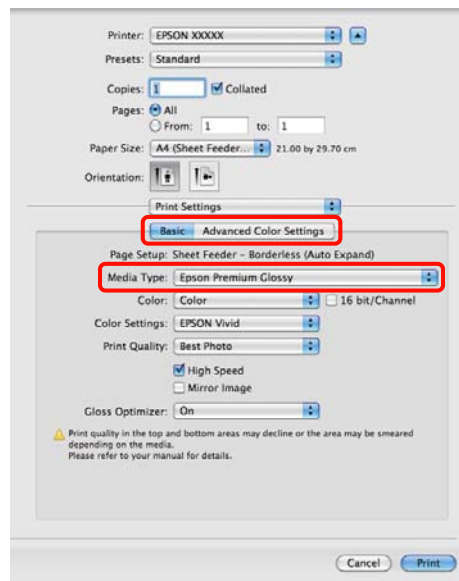 Printer: EPSON XXXXX
Presets: Standard
Copies: 1 Collated
Pages: All
From: 1 to: 1
Paper Size: A4 (Sheet Feeder... 21.00 by 29.70 cm
Orientation:
Print Settings
Basic Advanced Color Settings
Page Setup: Sheet Feeder - Borderless (Auto Expand)
Media Type: Epson Premium Glossy
Color: Color 16 bit/Channel
Color Settings: EPSON Vivid
Print Quality: Best Photo
High Speed
Mirror Image
Gloss Optimizer: On
Print quality in the top and bottom areas may decline or the area may be smeared
depending on the media.
Please refer to your manual for details.
Cancel Print